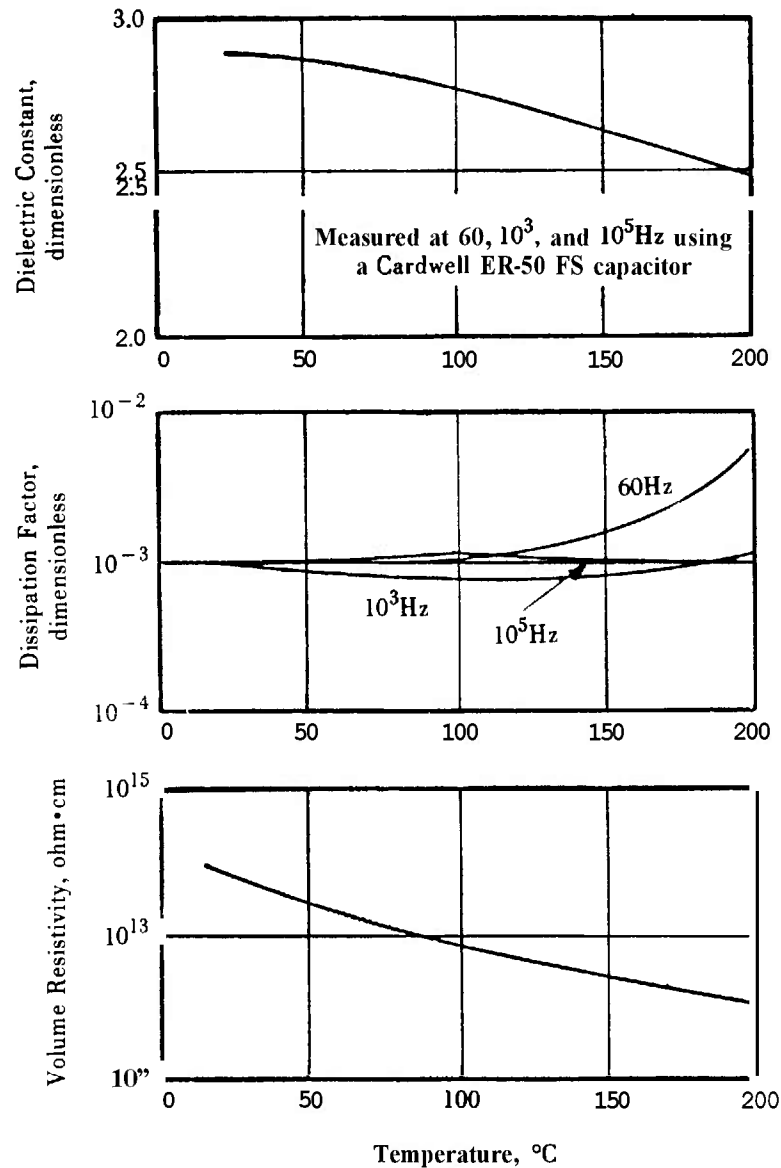 Dielectric Constant,
dimensionless
3.0
2.5
2.5
2.0
Measured at 60, 10³, and 10⁵Hz using
a Cardwell ER-50 FS capacitor
0 50 100 150 200
Dissipation Factor,
dimensionless
10⁻²
10⁻³
10⁻⁴
60Hz
10³Hz
10⁵Hz
0 50 100 150 200
Volume Resistivity, ohm•cm
10¹⁵
10¹³
0 50 100 150 200
Temperature, °C